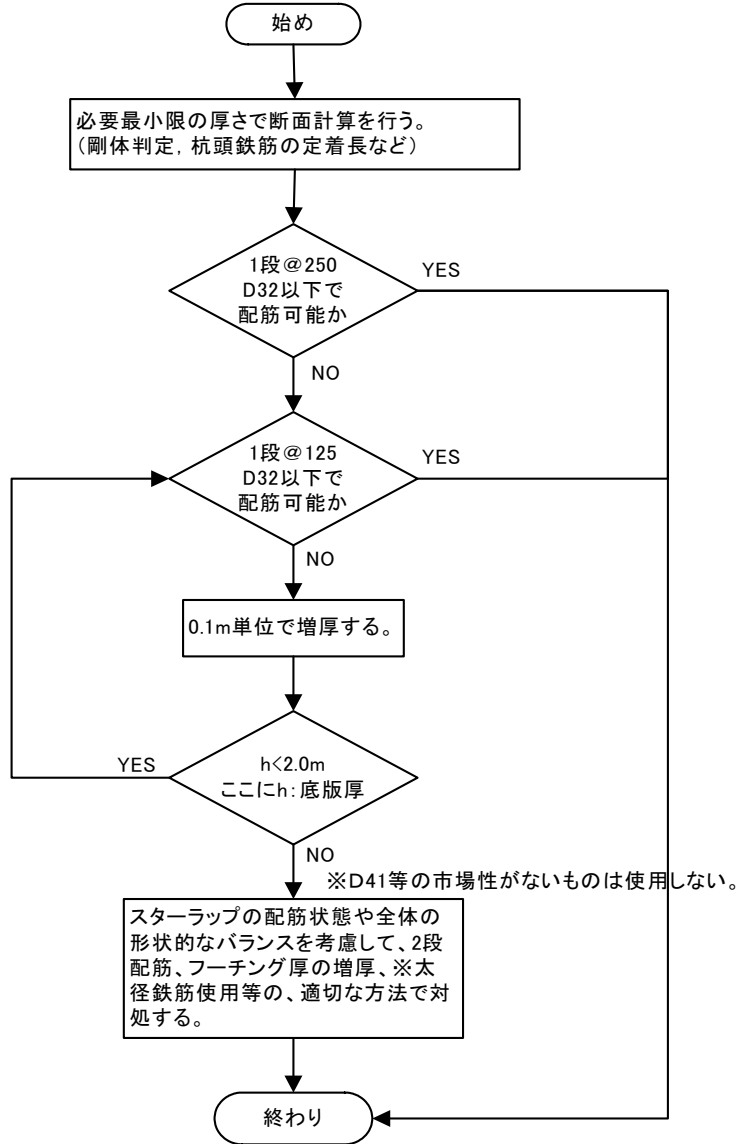 始め
必要最小限の厚さで断面計算を行う。
(剛体判定, 杭頭鉄筋の定着長など)
1段@250
D32以下で
配筋可能か
YES
NO
1段@125
D32以下で
配筋可能か
YES
NO
0.1m単位で増厚する。
h<2.0m
ここにh:底版厚
YES
NO
※D41等の市場性がないものは使用しない。
スターラップの配筋状態や全体の
形状的なバランスを考慮して、2段
配筋、フーチング厚の増厚、※太
径鉄筋使用等の、適切な方法で対
処する。
終わり